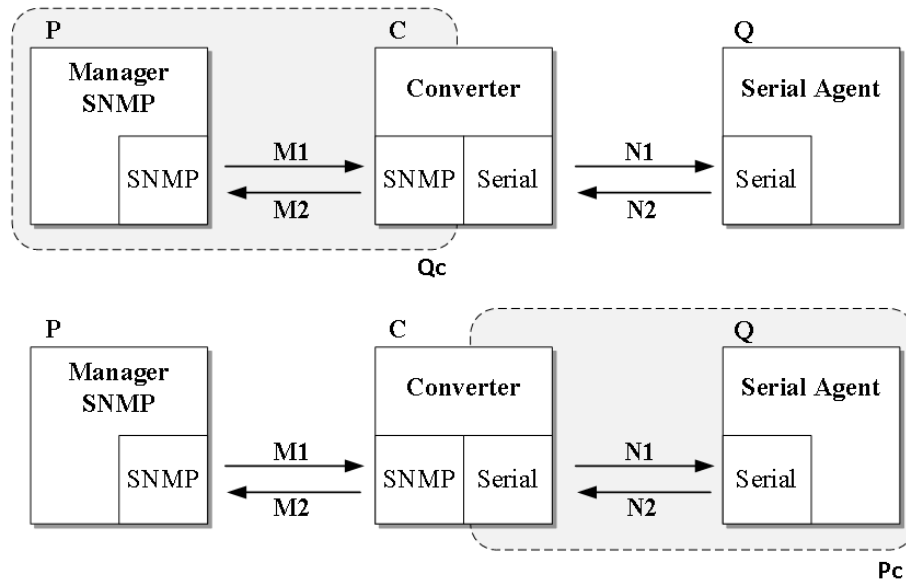 P C Q
Manager
SNMP
Converter
Serial Agent
SNMP
M1
M2
SNMP
Serial
N1
N2
Serial
Qc
P C Q
Manager
SNMP
Converter
Serial Agent
SNMP
M1
M2
SNMP
Serial
N1
N2
Serial
Pc